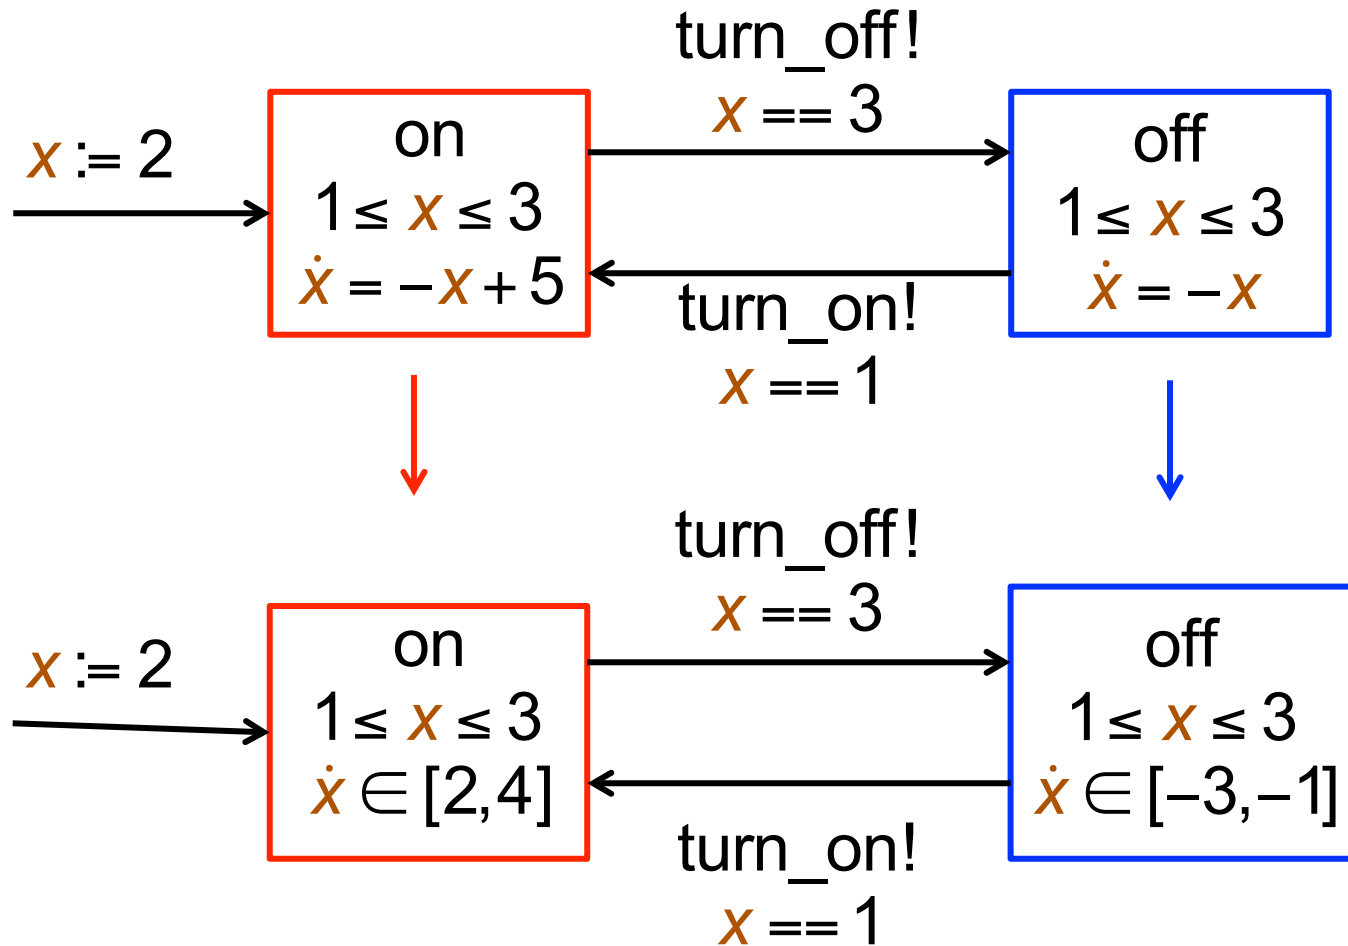 turn_off!
x == 3
x := 2
on
1 ≤ x ≤ 3
ẋ = −x + 5
off
1 ≤ x ≤ 3
ẋ = −x
turn_on!
x == 1
turn_off!
x == 3
x := 2
on
1 ≤ x ≤ 3
ẋ ∈ [2,4]
off
1 ≤ x ≤ 3
ẋ ∈ [−3,−1]
turn_on!
x == 1